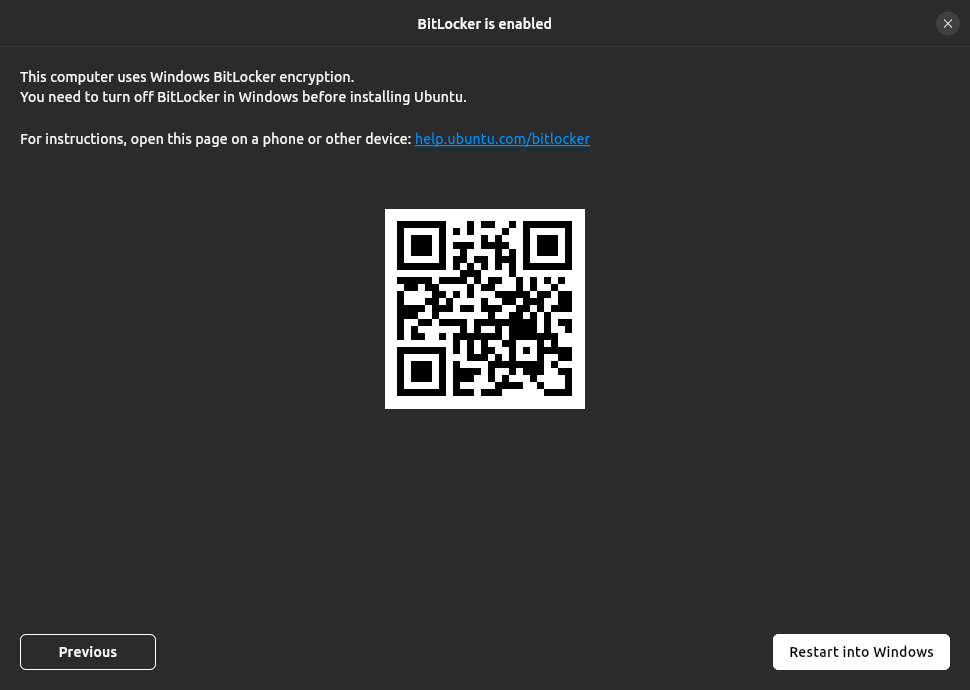 BitLocker is enabled
This computer uses Windows BitLocker encryption.
You need to turn off BitLocker in Windows before installing Ubuntu.
For instructions, open this page on a phone or other device: help.ubuntu.com/bitlocker
Previous
Restart into Windows